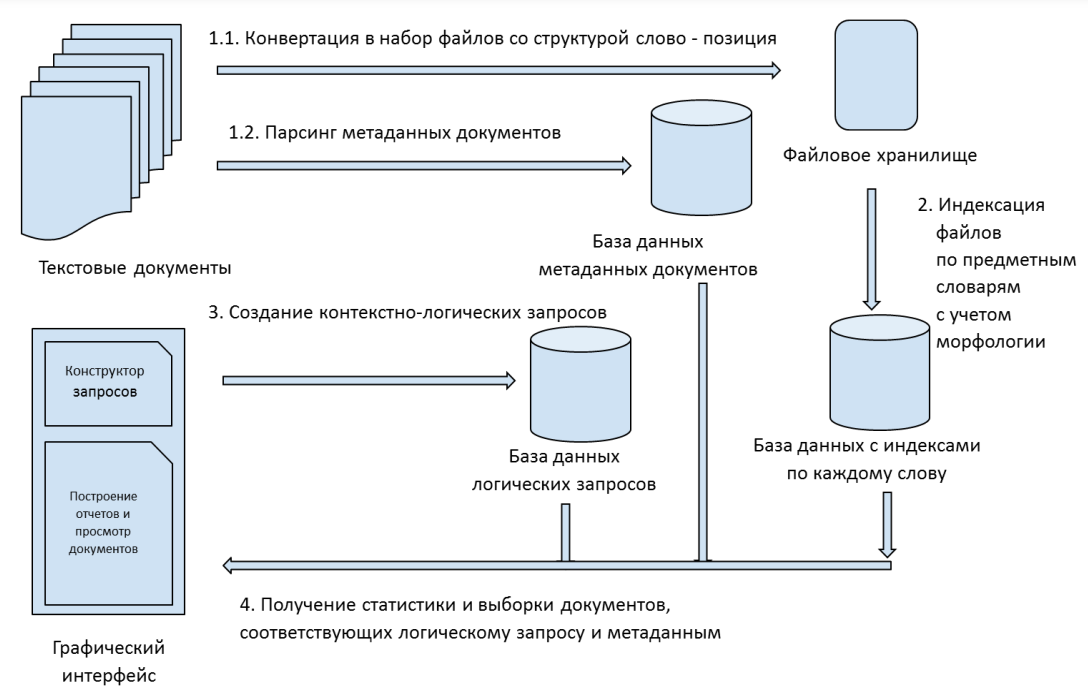 1.1. Конвертация в набор файлов со структурой слово - позиция
1.2. Парсинг метаданных документов
Файловое хранилище
2. Индексация
файлов
по предметным
словарям
с учетом
морфологии
База данных
метаданных документов
Текстовые документы
3. Создание контекстно-логических запросов
Конструктор
запросов
База данных
логических запросов
База данных с индексами
по каждому слову
Построение
отчетов и
просмотр
документов
4. Получение статистики и выборки документов,
соответствующих логическому запросу и метаданным
Графический
интерфейс